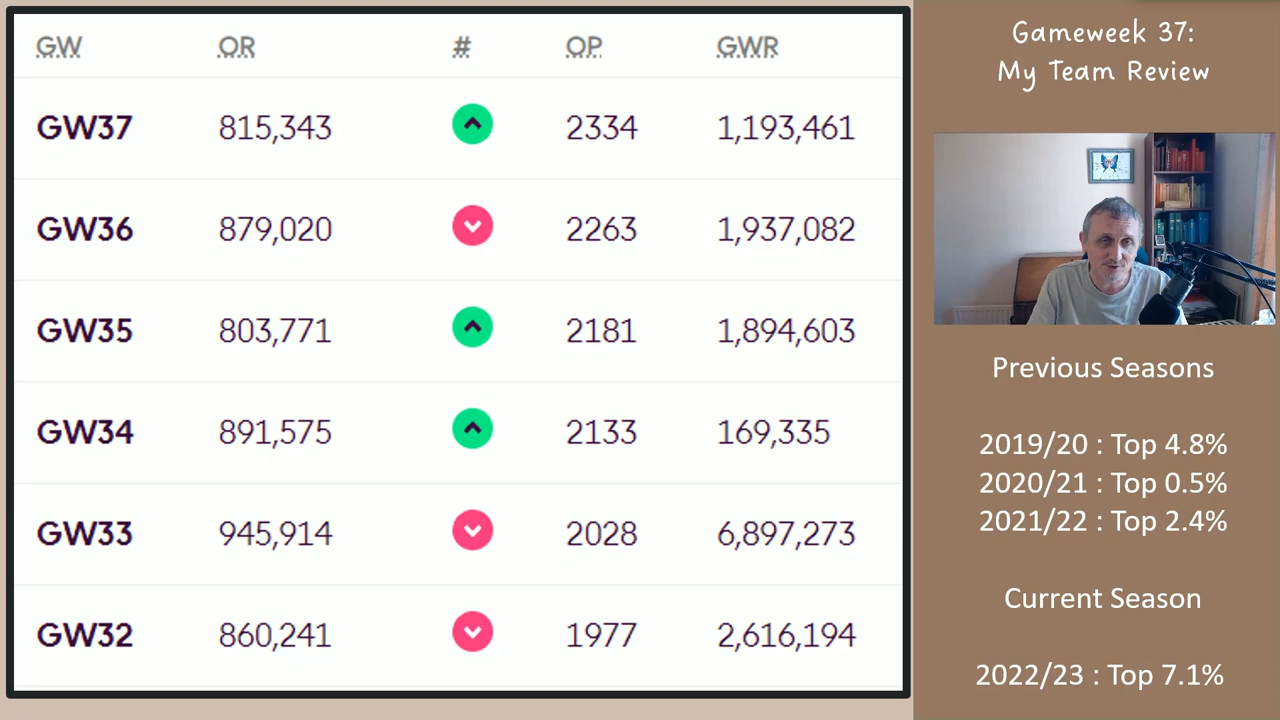 GW OR # OP GWR
GW37 815,343 2334 1,193,461
GW36 879,020 2263 1,937,082
GW35 803,771 2181 1,894,603
GW34 891,575 2133 169,335
GW33 945,914 2028 6,897,273
GW32 860,241 1977 2,616,194
Gameweek 37:
My Team Review
Previous Seasons
2019/20 : Top 4.8%
2020/21 : Top 0.5%
2021/22 : Top 2.4%
Current Season
2022/23 : Top 7.1%